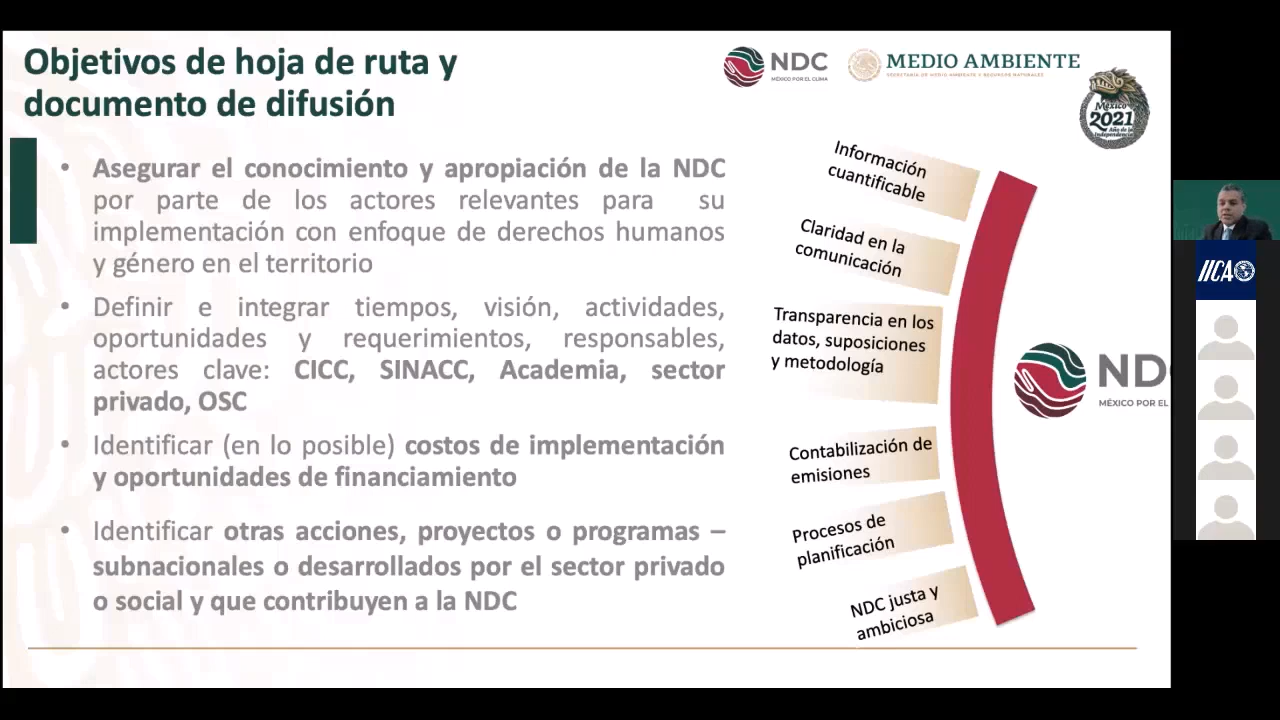 Objetivos de hoja de ruta y
documento de difusión
NDC
MÉXICO POR EL CLIMA
MEDIO AMBIENTE
SECRETARÍA DE MEDIO AMBIENTE Y RECURSOS NATURALES
México
2021
Año de la
Independencia
• Asegurar el conocimiento y apropiación de la NDC
por parte de los actores relevantes para su
implementación con enfoque de derechos humanos
y género en el territorio
• Definir e integrar tiempos, visión, actividades,
oportunidades y requerimientos, responsables,
actores clave: CICC, SINACC, Academia, sector
privado, OSC
• Identificar (en lo posible) costos de implementación
y oportunidades de financiamiento
• Identificar otras acciones, proyectos o programas –
subnacionales o desarrollados por el sector privado
o social y que contribuyen a la NDC
Información
cuantificable
Claridad en la
comunicación
Transparencia en los
datos, suposiciones
y metodología
Contabilización de
emisiones
Procesos de
planificación
NDC justa y
ambiciosa
NDC
MÉXICO POR EL
IICA